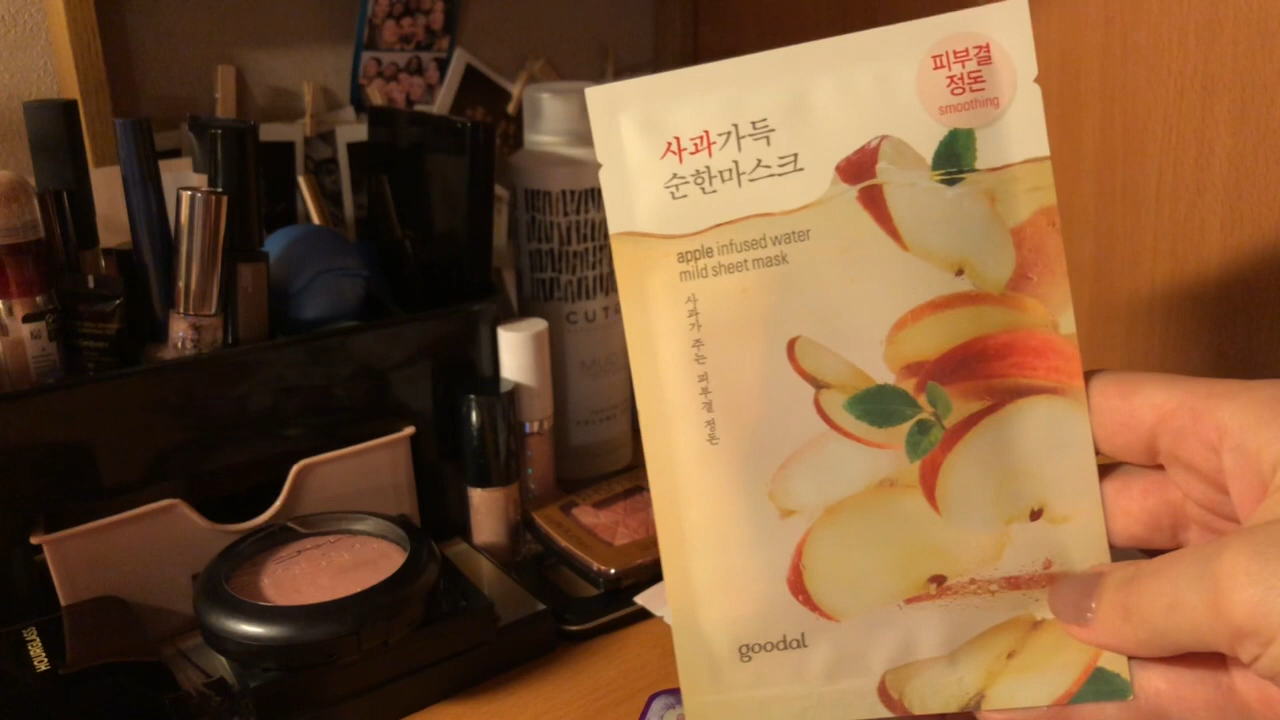 피부결
정돈
smoothing
사과가득
순한마스크
apple infused water
mild sheet mask
사과가 주는 피부결 정돈
goodal
HOURGLASS